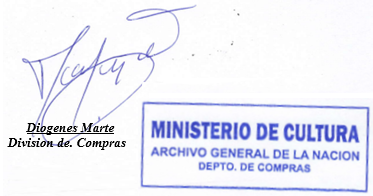 Diogenes Marte
Division de. Compras
MINISTERIO DE CULTURA
ARCHIVO GENERAL DE LA NACION
DEPTO. DE COMPRAS